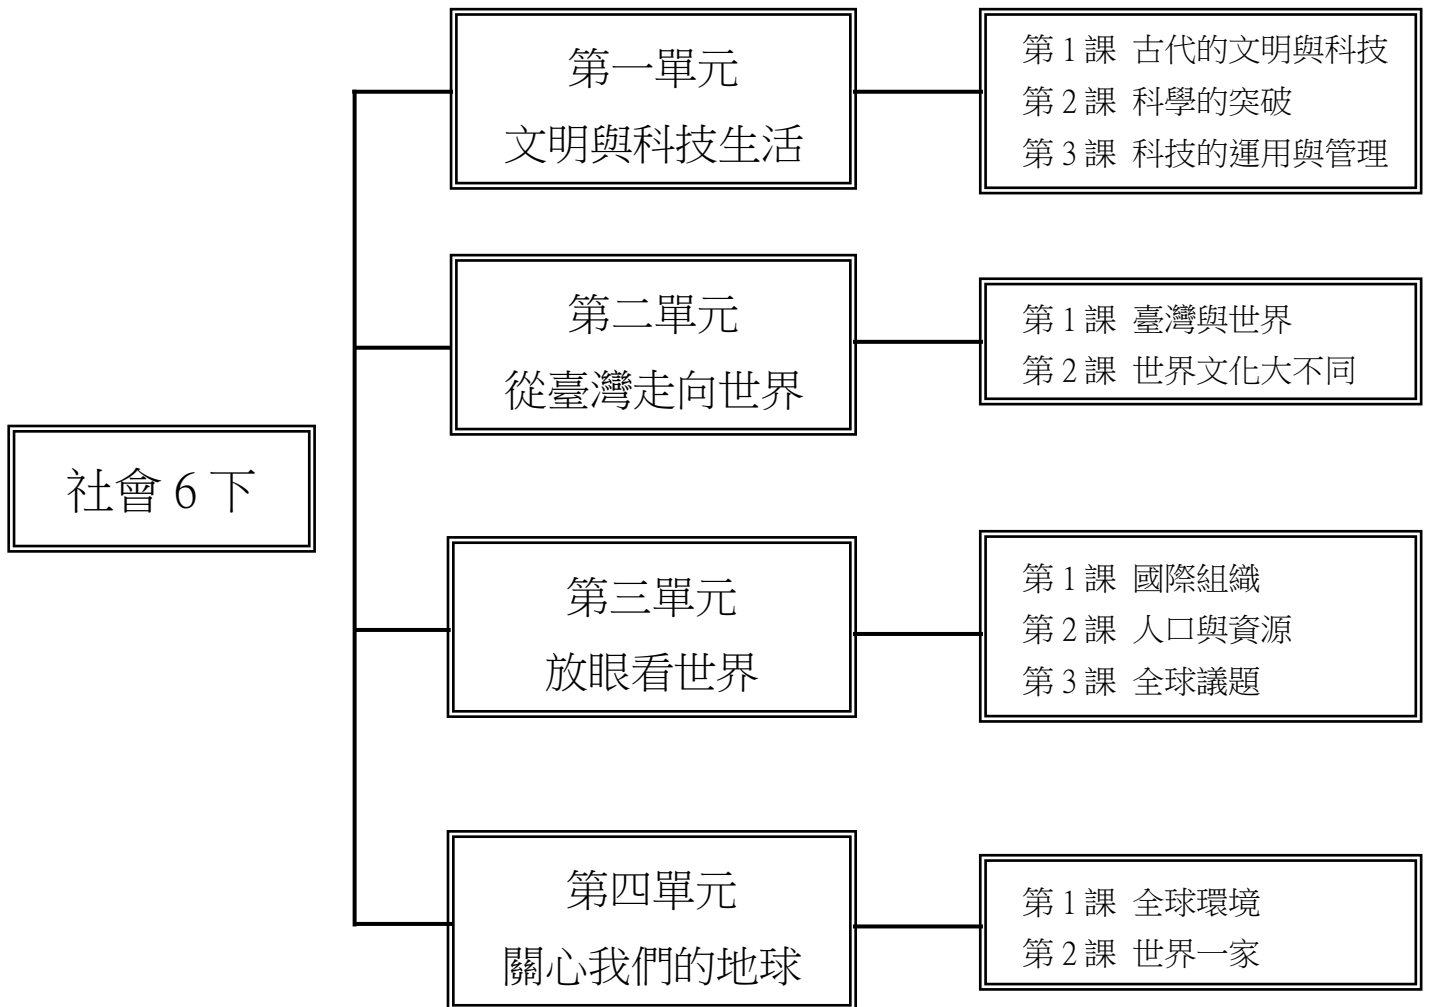 社會 6 下
第一單元
文明與科技生活
第 1 課 古代的文明與科技
第 2 課 科學的突破
第 3 課 科技的運用與管理
第二單元
從臺灣走向世界
第 1 課 臺灣與世界
第 2 課 世界文化大不同
第三單元
放眼看世界
第 1 課 國際組織
第 2 課 人口與資源
第 3 課 全球議題
第四單元
關心我們的地球
第 1 課 全球環境
第 2 課 世界一家